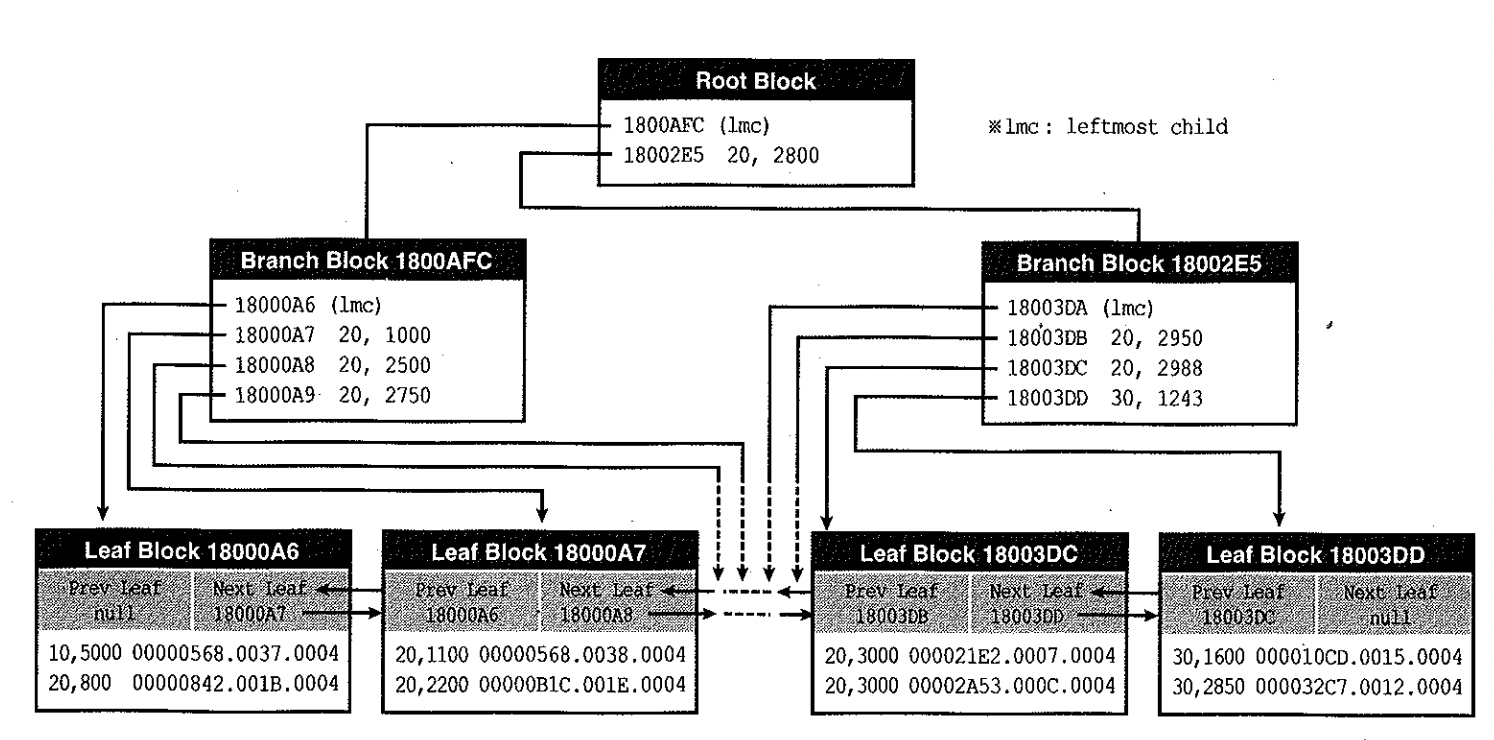 Root Block
1800AFC (lmc)
18002E5 20, 2800
※lmc : leftmost child
Branch Block 1800AFC
18000A6 (lmc)
18000A7 20, 1000
18000A8 20, 2500
18000A9 20, 2750
Branch Block 18002E5
18003DA (lmc)
18003DB 20, 2950
18003DC 20, 2988
18003DD 30, 1243
Leaf Block 18000A6
Prev Leaf Next Leaf
null 18000A7
10,5000 00000568.0037.0004
20,800 00000842.001B.0004
Leaf Block 18000A7
Prev Leaf Next Leaf
18000A6 18000A8
20,1100 00000568.0038.0004
20,2200 00000B1C.001E.0004
Leaf Block 18003DC
Prev Leaf Next Leaf
18003DB 18003DD
20,3000 000021E2.0007.0004
20,3000 00002A53.000C.0004
Leaf Block 18003DD
Prev Leaf Next Leaf
18003DC null
30,1600 000010CD.0015.0004
30,2850 000032C7.0012.0004